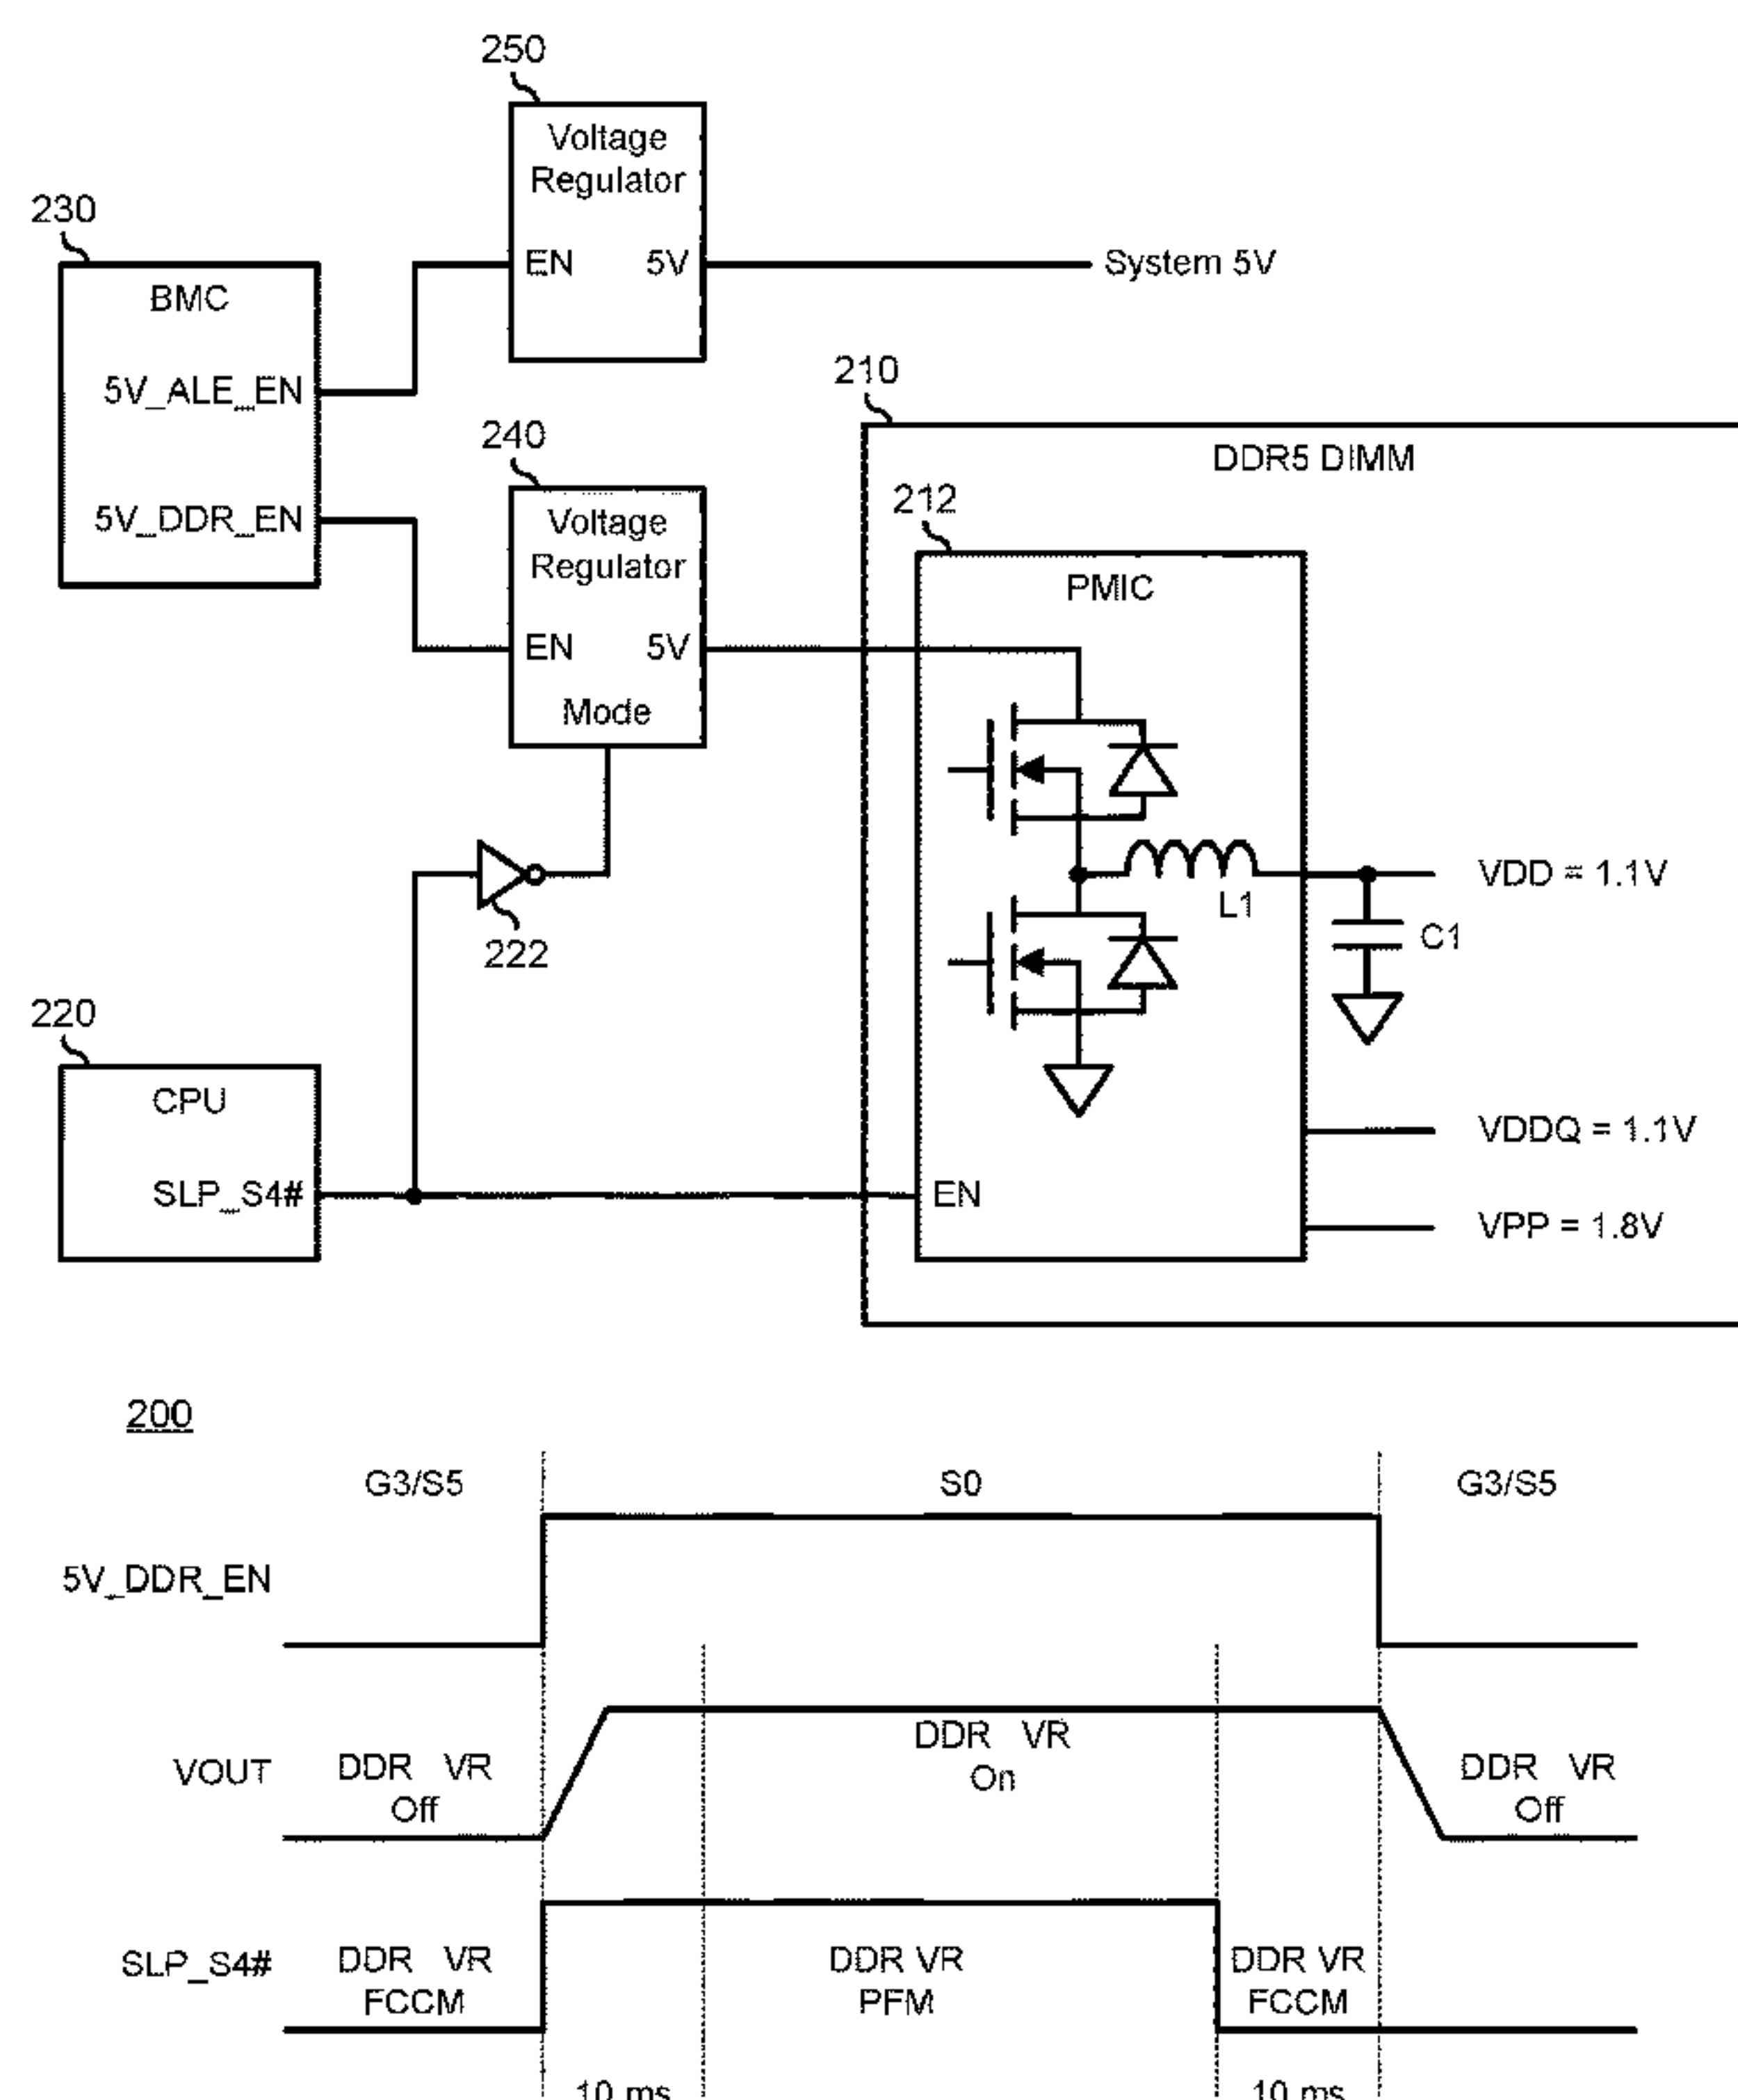 250
Voltage
Regulator
EN 5V
System 5V
230
BMC
5V_ALE_EN
5V_DDR_EN
240
Voltage
Regulator
EN 5V
Mode
210
DDR5 DIMM
212
PMIC
L1
VDD = 1.1V
C1
222
220
CPU
SLP_S4#
EN
VDDQ = 1.1V
VPP = 1.8V
200
G3/S5 S0 G3/S5
5V_DDR_EN
VOUT
DDR VR
Off
DDR VR
On
DDR VR
Off
SLP_S4#
DDR VR
FCCM
DDR VR
PFM
DDR VR
FCCM
10 ms 10 ms